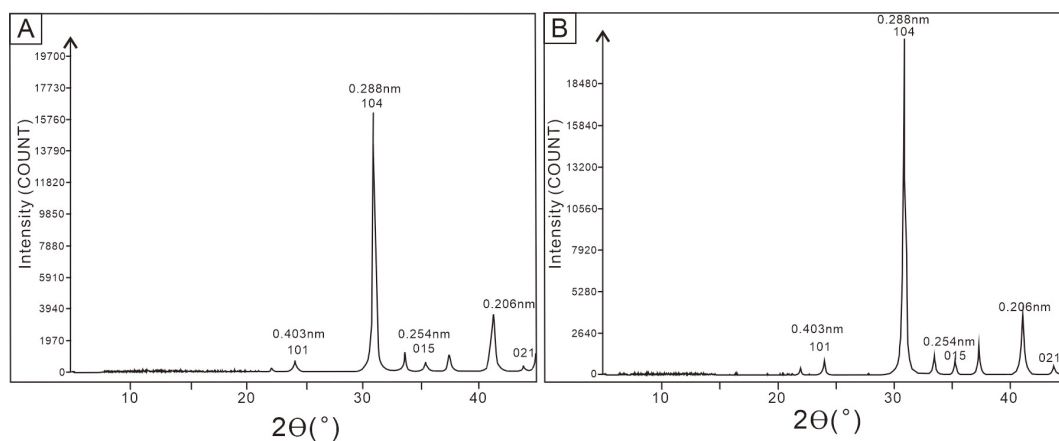 A
Intensity (COUNT)
19700
17730
15760
13790
11820
9850
7880
5910
3940
1970
0
0.288nm
104
0.403nm
101
0.254nm
015
0.206nm
021
10
20
30
40
2Θ(°)
B
Intensity (COUNT)
18480
15840
13200
10560
7920
5280
2640
0
0.288nm
104
0.403nm
101
0.254nm
015
0.206nm
021
10
20
30
40
2Θ(°)